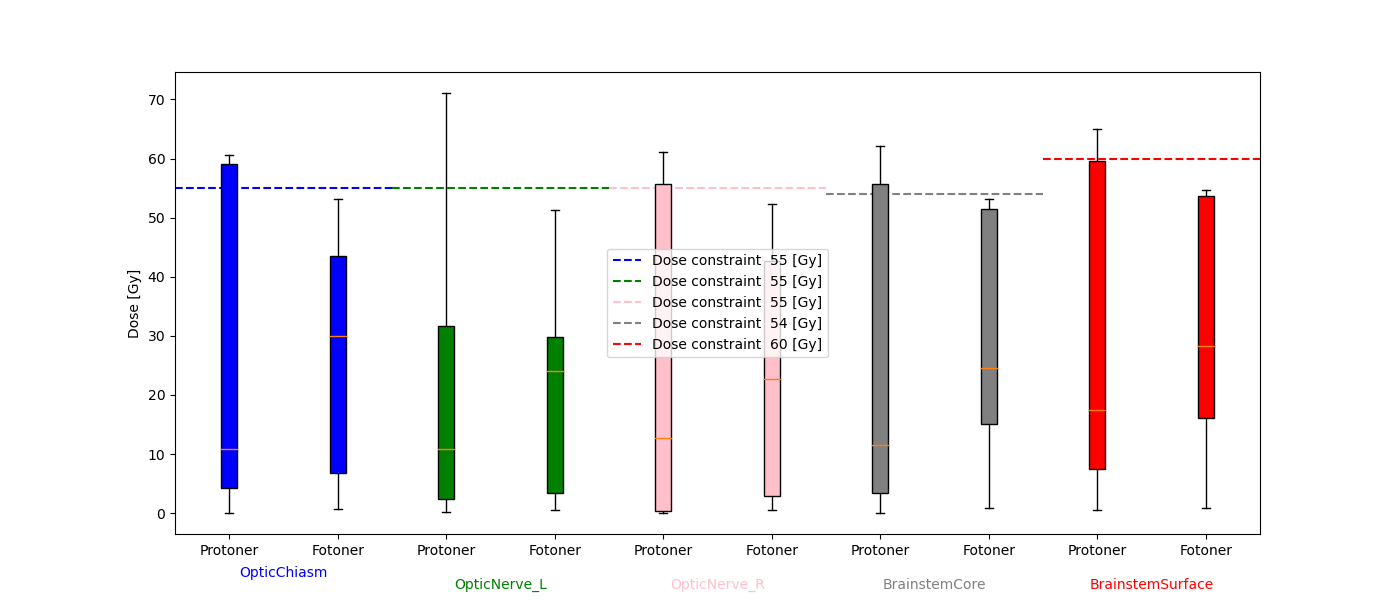 70
60
50
40
30
20
10
0
Dose [Gy]
Dose constraint 55 [Gy]
Dose constraint 55 [Gy]
Dose constraint 55 [Gy]
Dose constraint 54 [Gy]
Dose constraint 60 [Gy]
Protoner Fotoner Protoner Fotoner Protoner Fotoner Protoner Fotoner Protoner Fotoner
OpticChiasm
OpticNerve_L OpticNerve_R BrainstemCore BrainstemSurface